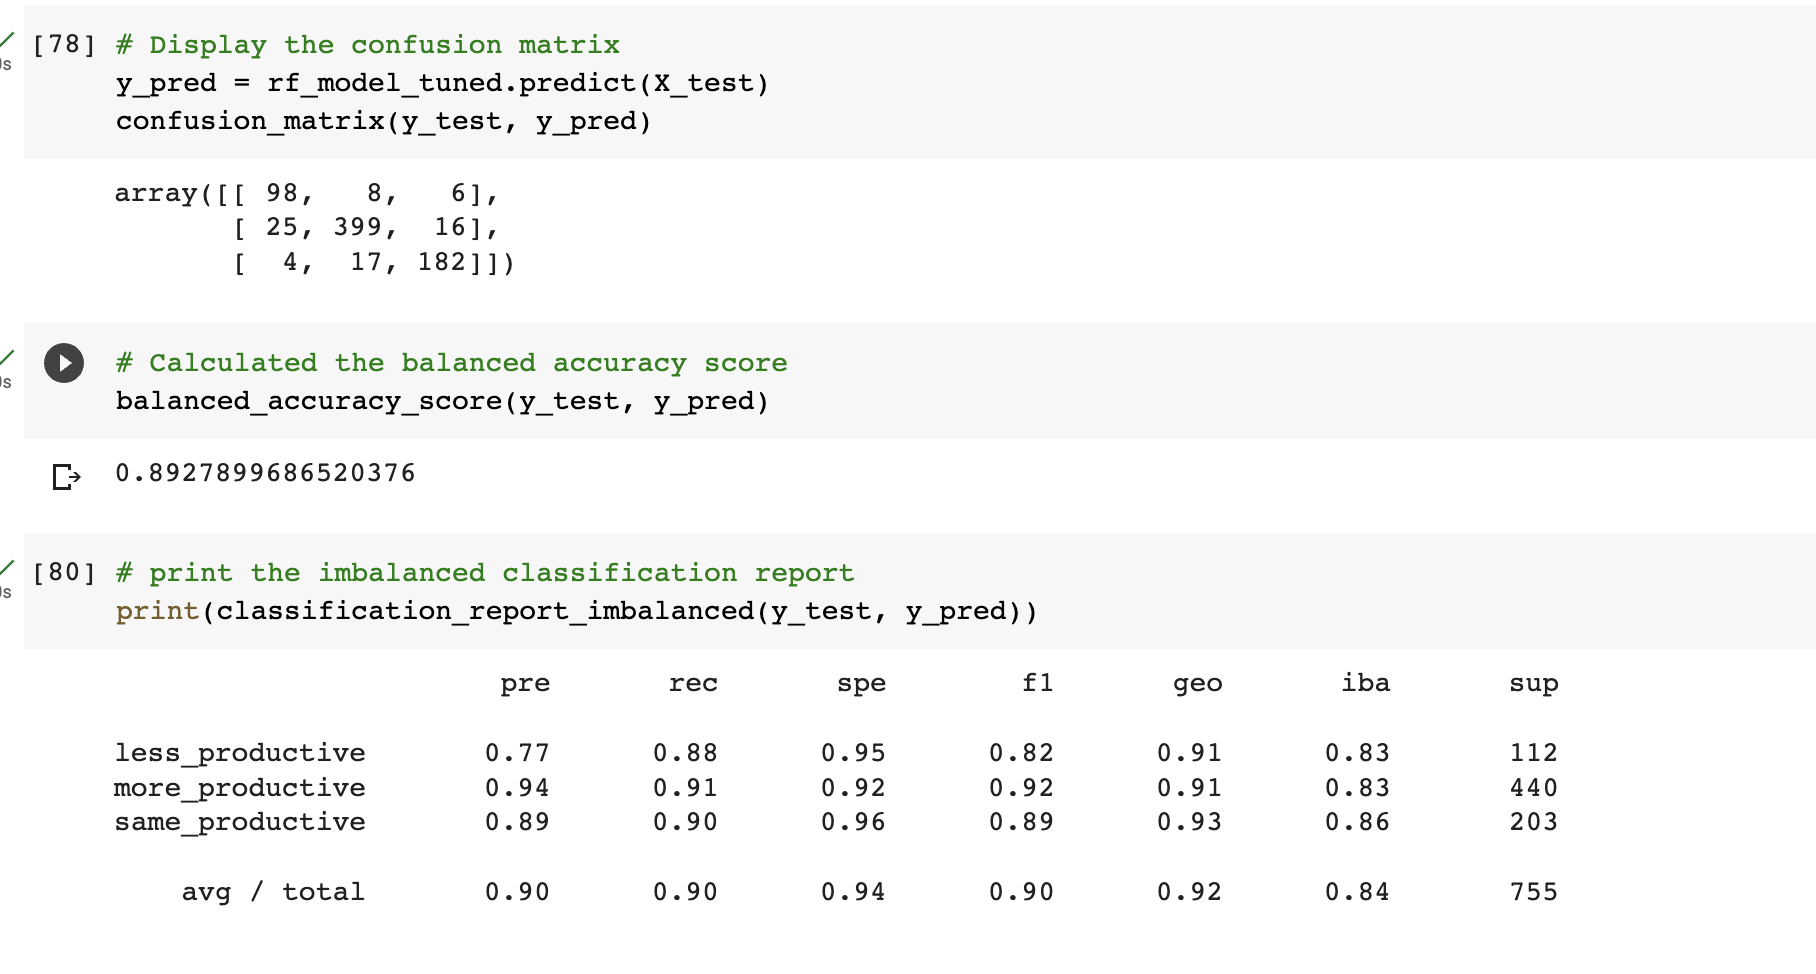 [78] # Display the confusion matrix
y_pred = rf_model_tuned.predict(X_test)
confusion_matrix(y_test, y_pred)
array([[ 98,   8,   6],
       [ 25, 399,  16],
       [  4,  17, 182]])
# Calculated the balanced accuracy score
balanced_accuracy_score(y_test, y_pred)
0.8927899686520376
[80] # print the imbalanced classification report
print(classification_report_imbalanced(y_test, y_pred))
pre rec spe f1 geo iba sup
less_productive 0.77 0.88 0.95 0.82 0.91 0.83 112
more_productive 0.94 0.91 0.92 0.92 0.91 0.83 440
same_productive 0.89 0.90 0.96 0.89 0.93 0.86 203
avg / total 0.90 0.90 0.94 0.90 0.92 0.84 755